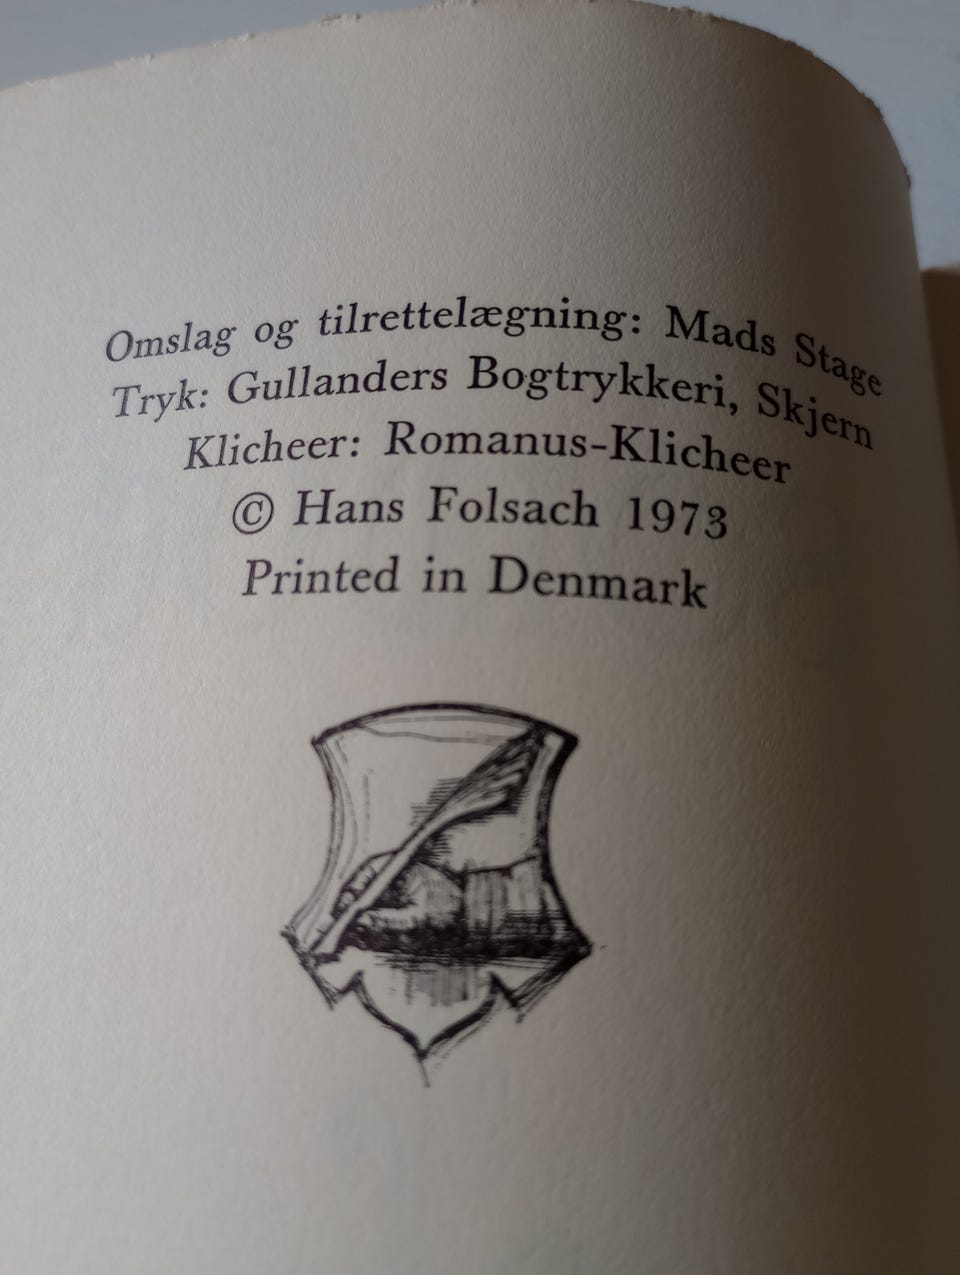 Omslag og tilrettelægning: Mads Stage
Tryk: Gullanders Bogtrykkeri, Skjern
Klicheer: Romanus-Klicheer
© Hans Folsach 1973
Printed in Denmark